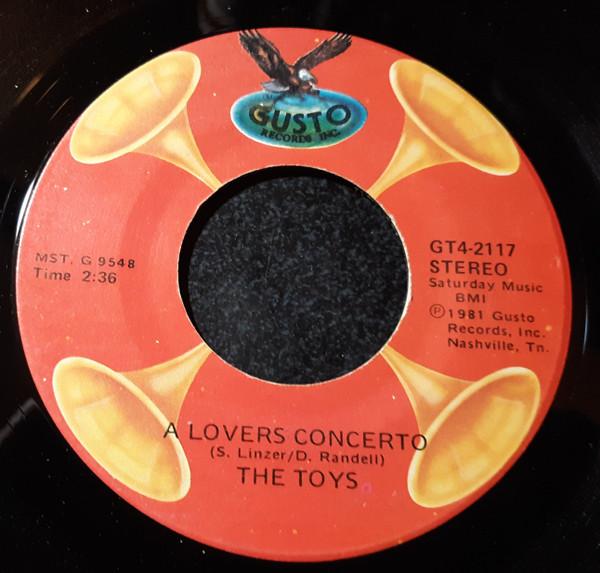 GUSTO
RECORDS INC.
MST. G 9548
Time 2:36
GT4-2117
STEREO
Saturday Music
BMI
Ⓟ1981 Gusto
Records, Inc.
Nashville, Tn.
A LOVERS CONCERTO
(S. Linzer/D. Randell)
THE TOYS